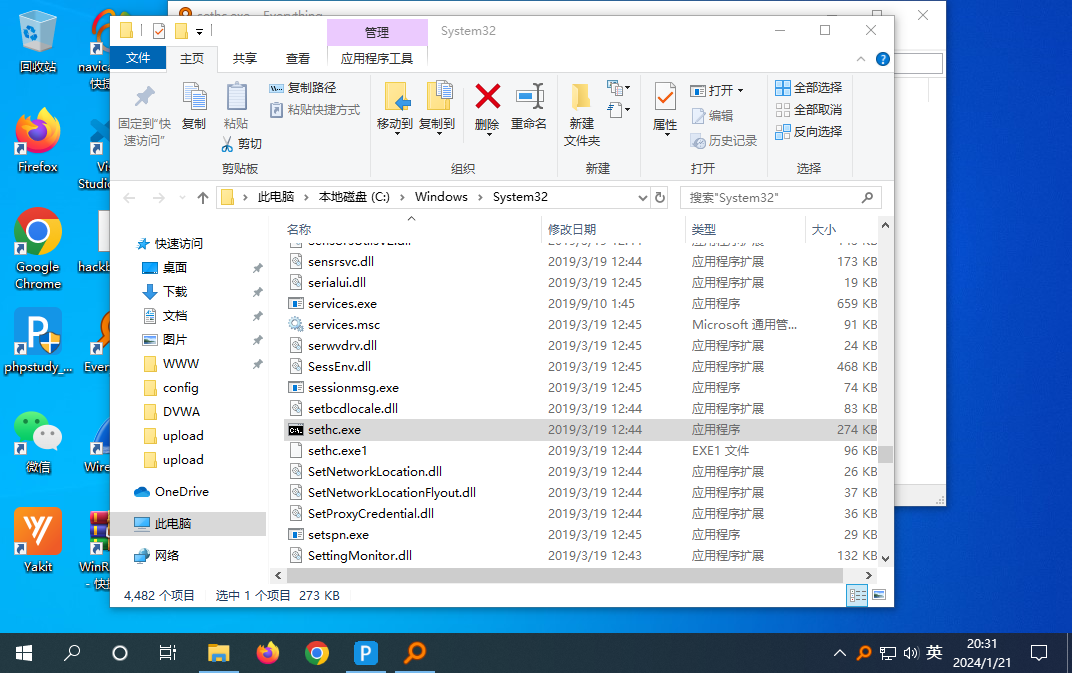 sethc.exe - Everything
管理
System32
文件
主页
共享
查看
应用程序工具
固定到"快
速访问"
复制
粘贴
复制路径
粘贴快捷方式
剪切
剪贴板
移动到
复制到
删除
重命名
组织
新建
文件夹
新建
属性
打开
编辑
历史记录
打开
全部选择
全部取消
反向选择
选择
此电脑
本地磁盘 (C:)
Windows
System32
搜索"System32"
名称
修改日期
类型
大小
sensrsvc.dll 2019/3/19 12:44 应用程序扩展 173 KB
serialui.dll 2019/3/19 12:45 应用程序扩展 19 KB
services.exe 2019/9/10 1:45 应用程序 659 KB
services.msc 2019/3/19 12:45 Microsoft 通用管... 91 KB
serwvdrv.dll 2019/3/19 12:45 应用程序扩展 24 KB
SessEnv.dll 2019/3/19 12:45 应用程序扩展 468 KB
sessionmsg.exe 2019/3/19 12:45 应用程序 74 KB
setbcdlocale.dll 2019/3/19 12:44 应用程序扩展 83 KB
sethc.exe 2019/3/19 12:44 应用程序 274 KB
sethc.exe1 2019/3/19 12:44 EXE1 文件 96 KB
SetNetworkLocation.dll 2019/3/19 12:44 应用程序扩展 26 KB
SetNetworkLocationFlyout.dll 2019/3/19 12:44 应用程序扩展 37 KB
SetProxyCredential.dll 2019/3/19 12:44 应用程序扩展 36 KB
setspn.exe 2019/3/19 12:45 应用程序 29 KB
SettingMonitor.dll 2019/3/19 12:43 应用程序扩展 132 KB
快速访问
桌面
下载
文档
图片
WWW
config
DVWA
upload
upload
OneDrive
此电脑
网络
4,482 个项目
选中 1 个项目 273 KB
回收站
Firefox
Google
Chrome
phpstudy_...
微信
Yakit
navica
快捷
Vis
Studio
hackb
Ever
Wire
WinR
- 快捷
英
20:31
2024/1/21